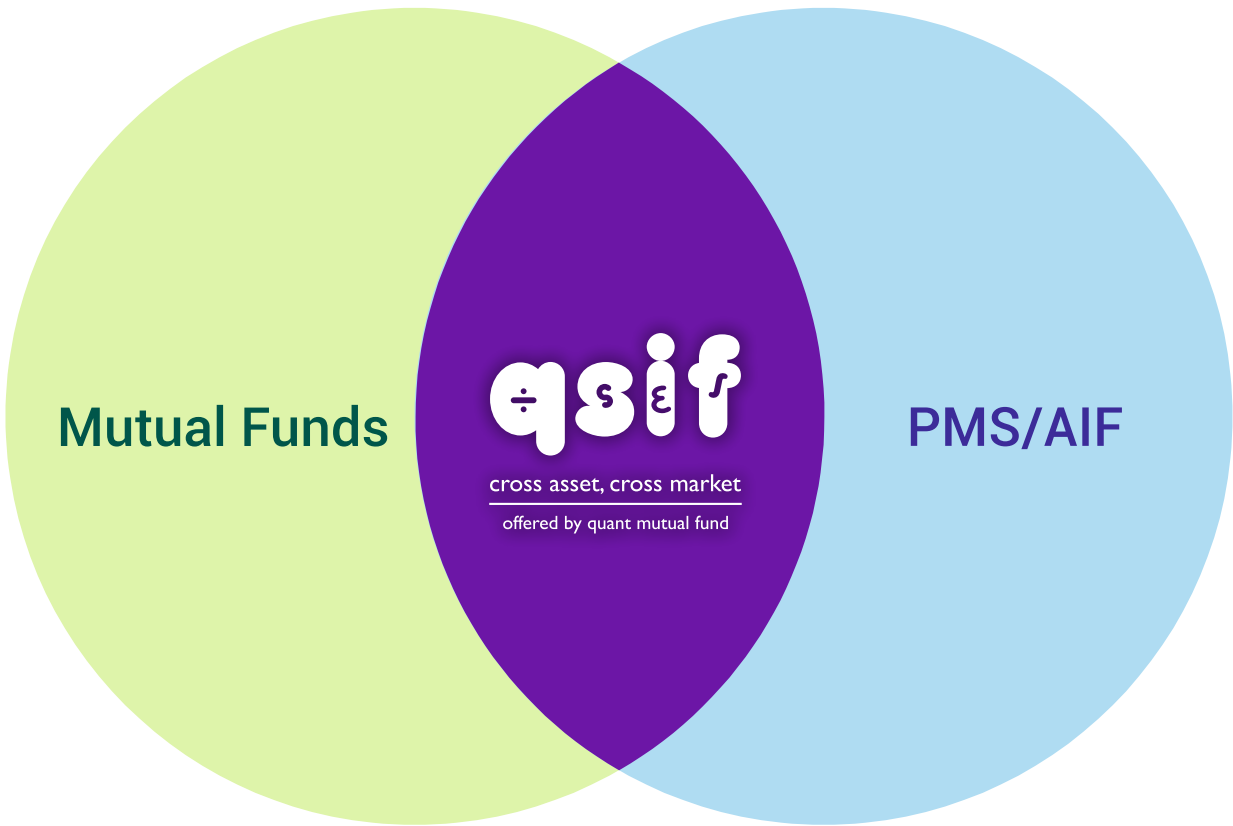 Mutual Funds
qsif
cross asset, cross market
offered by quant mutual fund
PMS/AIF